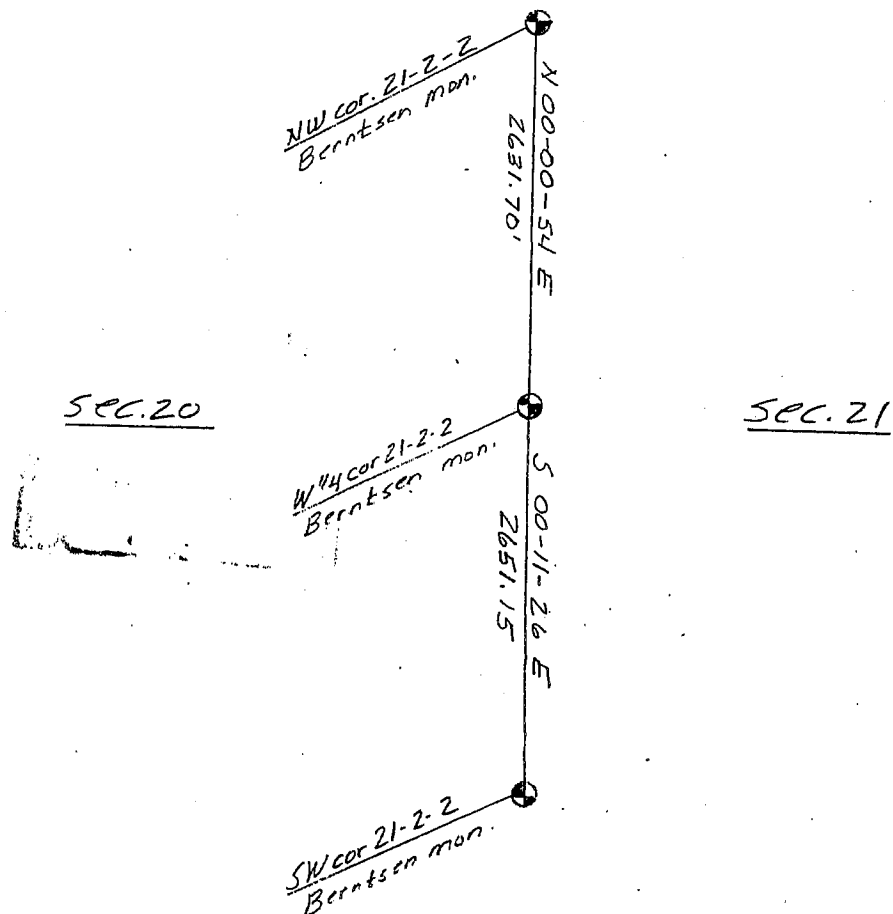 NW cor. 21-2-2
Berntsen mon.
N 00-00-54 E
2631.70'
Sec. 20
Sec. 21
W 1/4 cor 21-2-2
Berntsen mon.
S 00-11-26 E
2651.15
SW cor 21-2-2
Berntsen mon.